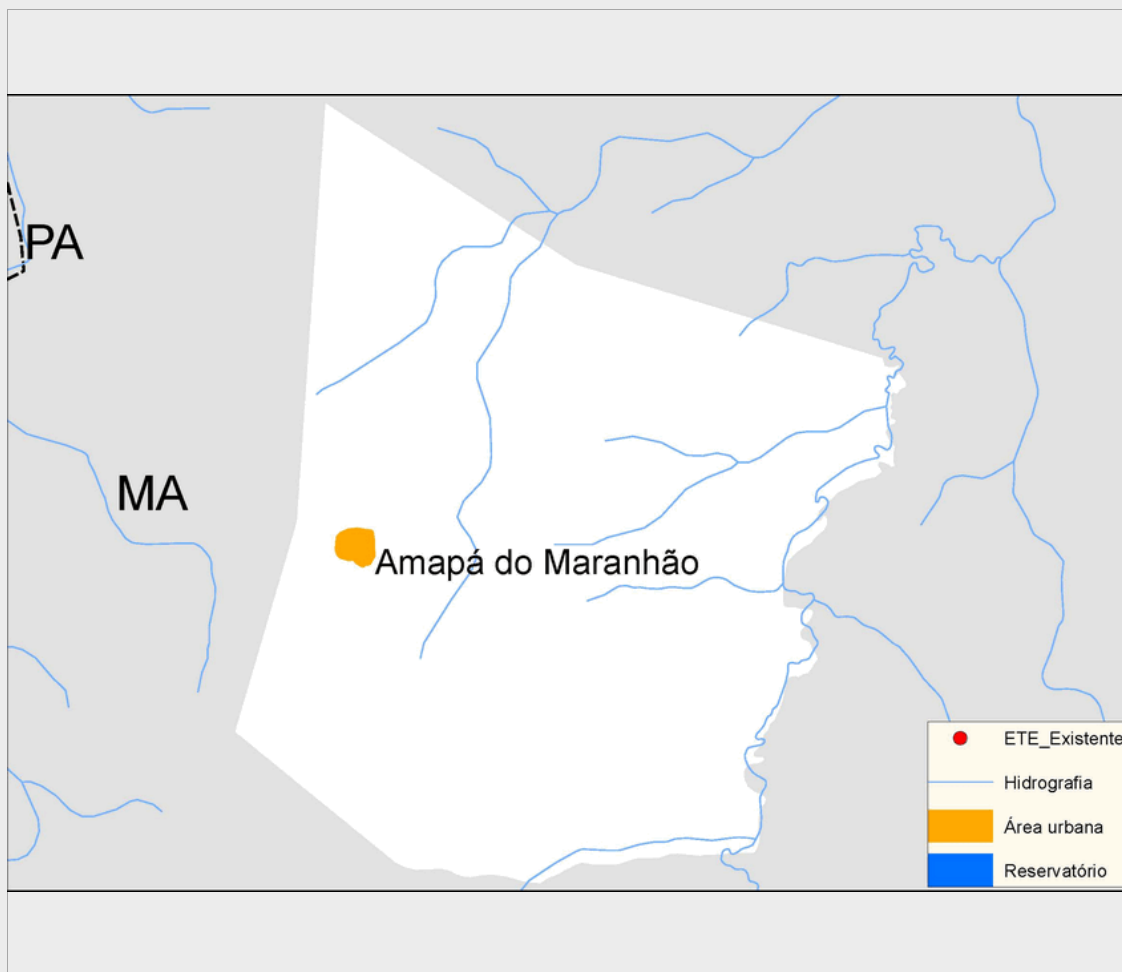 PA
MA
Amapá do Maranhão
ETE_Existente
Hidrografia
Área urbana
Reservatório